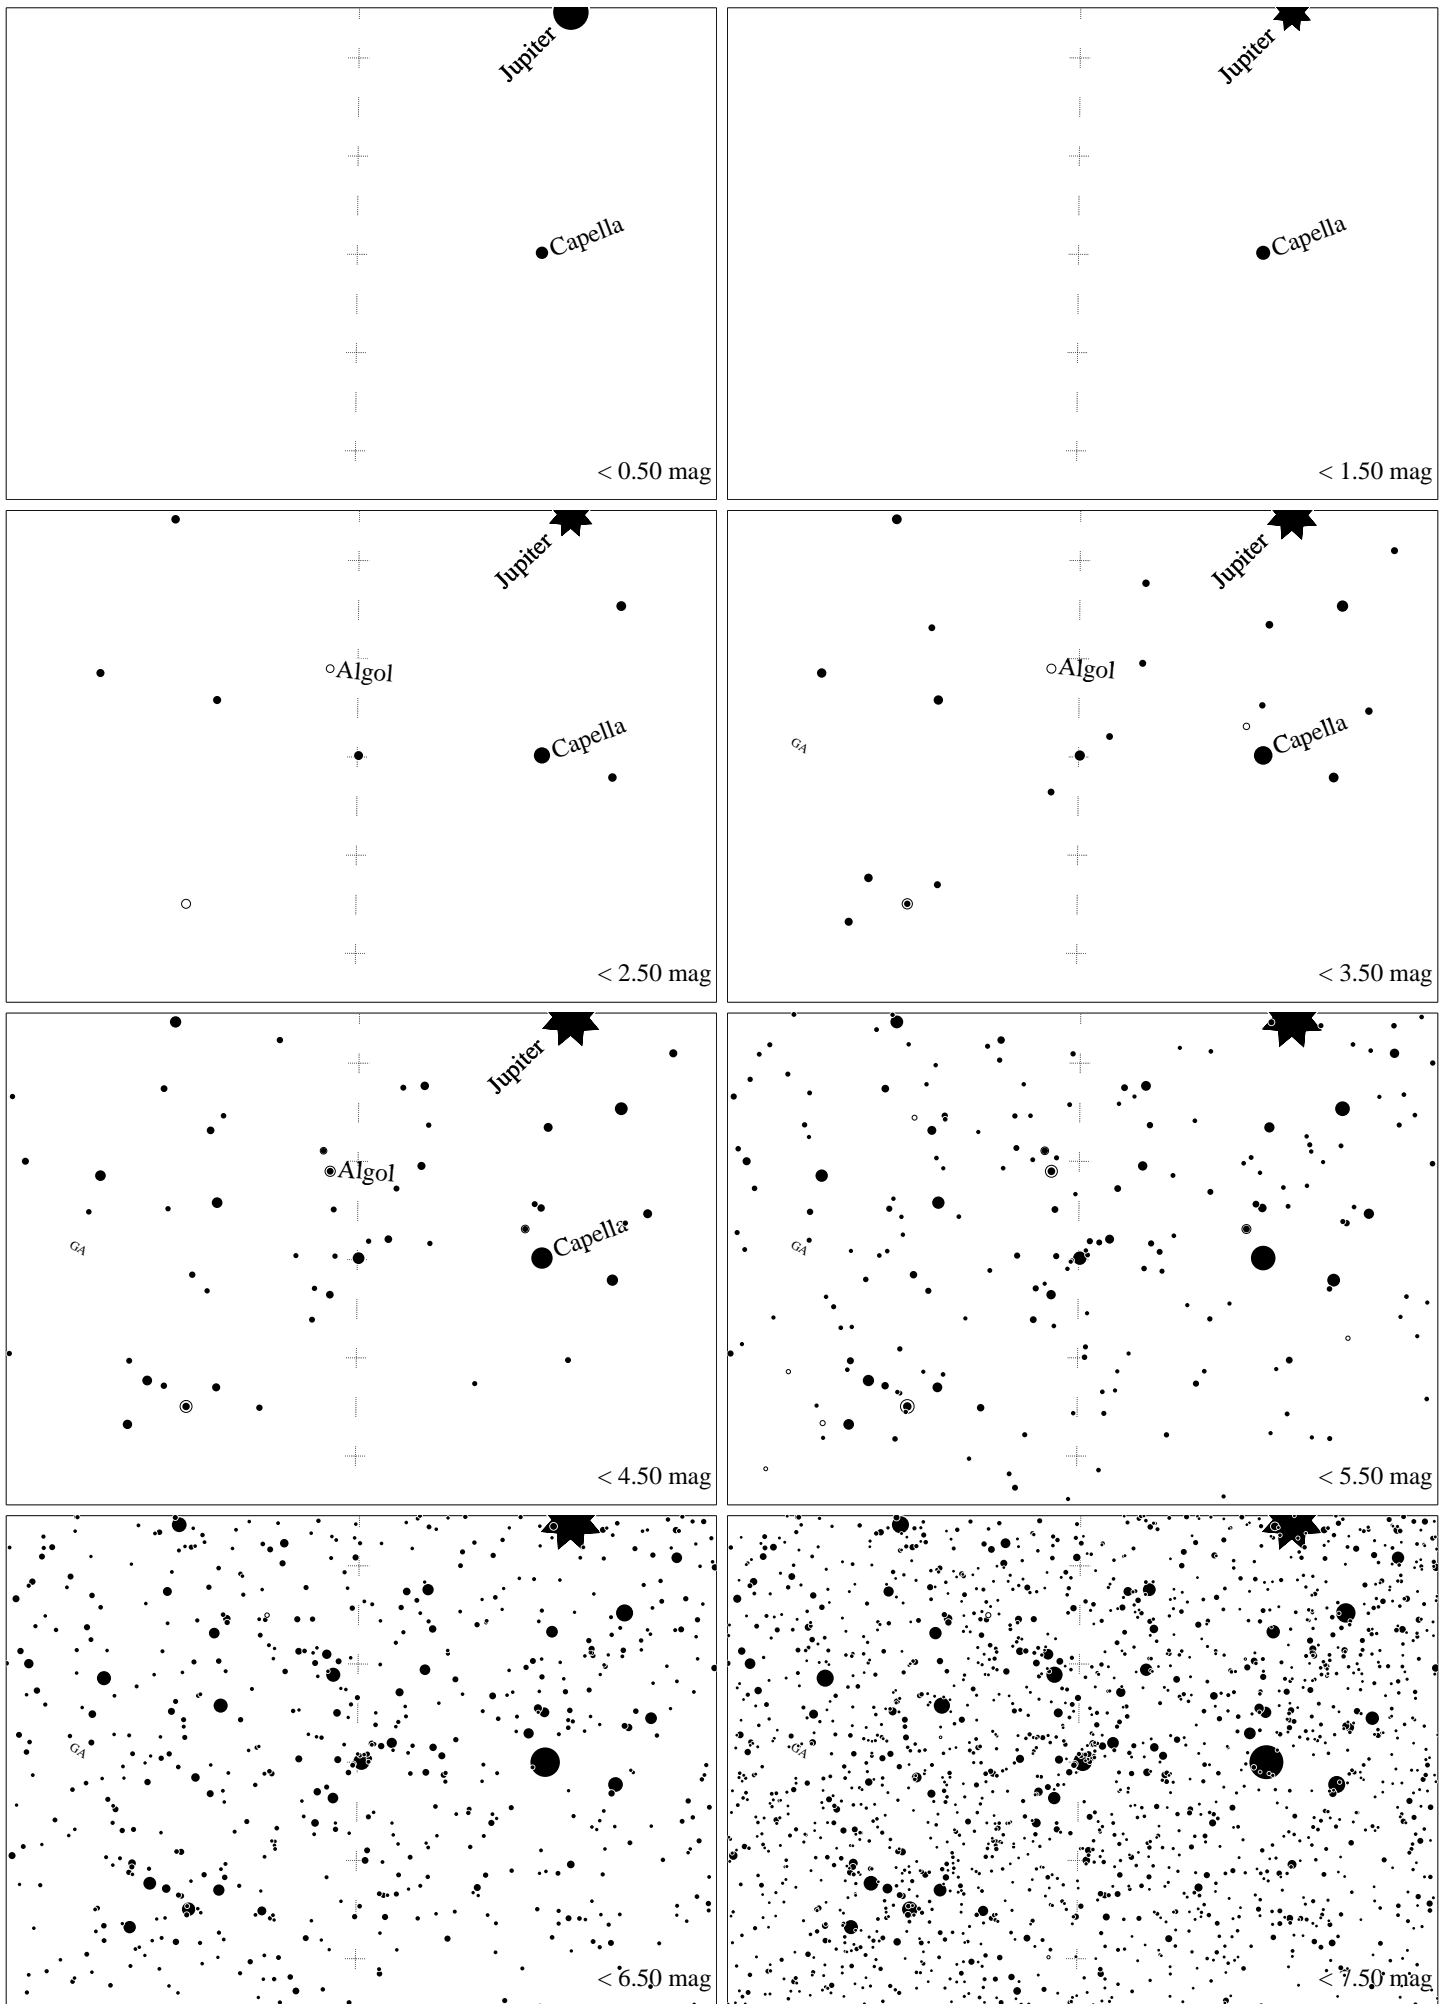 Jupiter
Capella
< 0.50 mag
Jupiter
Capella
< 1.50 mag
Jupiter
Algol
Capella
< 2.50 mag
Jupiter
Algol
GA
Capella
< 3.50 mag
Jupiter
Algol
Capella
GA
< 4.50 mag
GA
< 5.50 mag
GA
< 6.50 mag
GA
< 7.50 mag